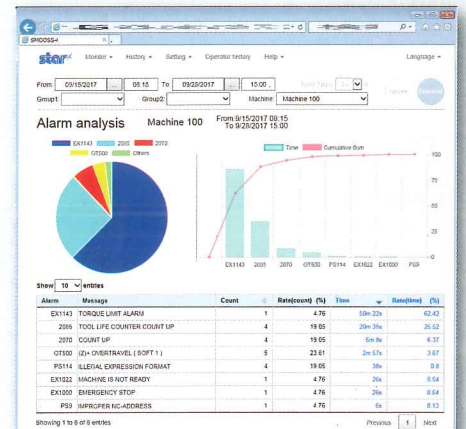 SMOOSS-i
star
Monitor
History
Setting
Operator history
Help
Language
From 09/15/2017 ... 08:15 To 09/28/2017 ... 15:00
Group1: Group2: Machine Machine 100
Alarm analysis Machine 100 From:9/15/2017 08:15
To 9/28/2017 15:00
EX1143 2005 2070
OT500 Others
Time Cumulative Sum
100
75
50
25
0
EX1143 2005 2070 OT500 PS114 EX1022 EX1000 PS9
Show 10 entries
Alarm Message Count Rate(count) (%) Time Rate(time) (%)
EX1143 TORQUE LIMIT ALARM 1 4.76 50m 22s 62.42
TOOL LIFE COUNTER COUNT UP 4 19.05 20m 35s 25.52
2070 COUNT UP 4 19.05 5m 8s 6.37
OT500 (Z)+ OVERTRAVEL ( SOFT 1 ) 5 23.81 2m 57s 3.67
PS114 ILLEGAL EXPRESSION FORMAT 4 19.05 38s 0.8
EX1022 MACHINE IS NOT READY 1 4.76 26s 0.54
EX1000 EMERGENCY STOP 1 4.76 26s 0.54
PS9 IMPROPER NC-ADDRESS 1 4.76 6s 0.13
Showing 1 to 8 of 8 entries
Previous 1 Next